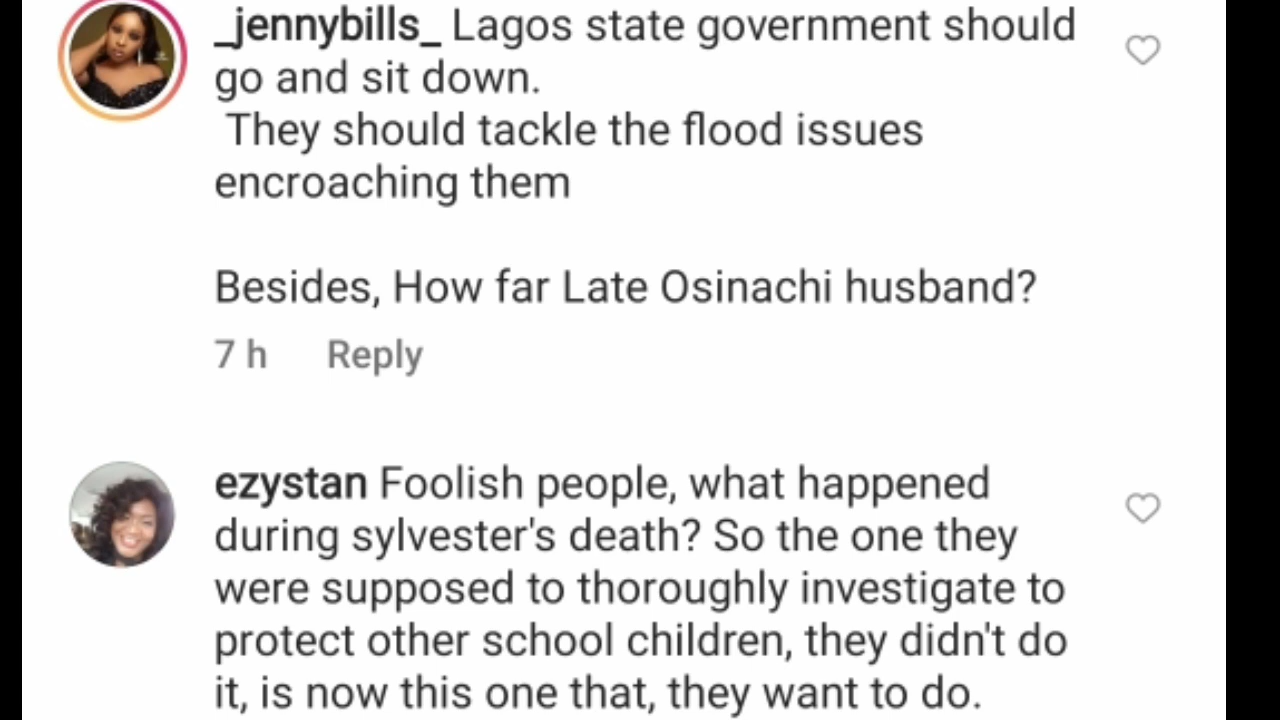 _jennybills_ Lagos state government should
go and sit down.
They should tackle the flood issues
encroaching them
Besides, How far Late Osinachi husband?
7 h Reply
ezystan Foolish people, what happened
during sylvester's death? So the one they
were supposed to thoroughly investigate to
protect other school children, they didn't do
it, is now this one that, they want to do.